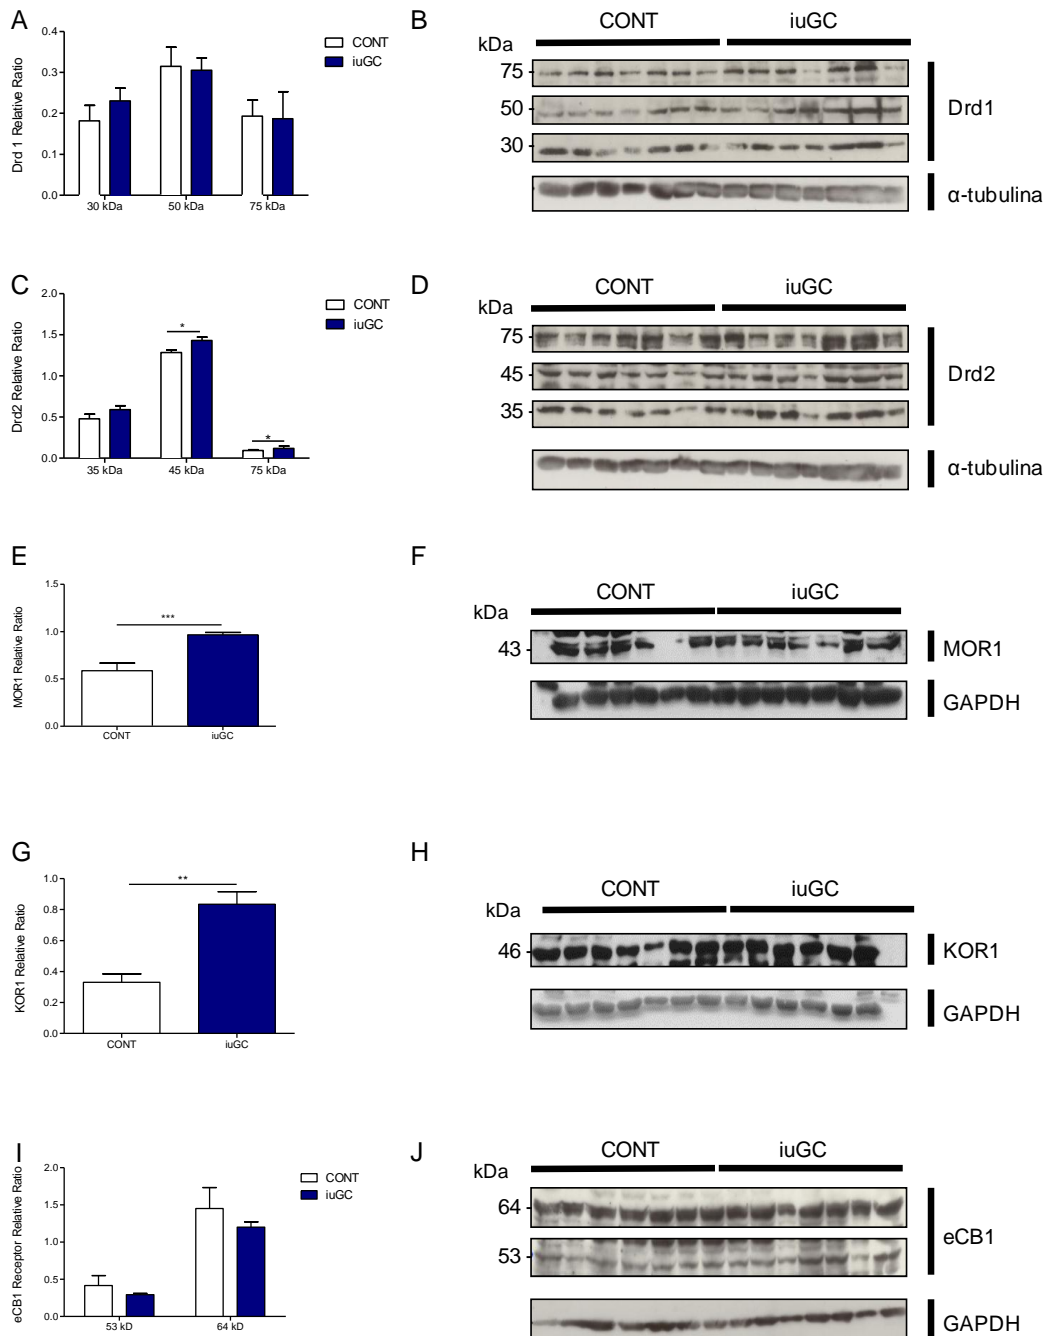 A
Drd 1 Relative Ratio
0.4
0.3
0.2
0.1
0.0
30 kDa 50 kDa 75 kDa
CONT
iuGC
B
CONT iuGC
kDa
75
50
30
Drd1
α-tubulina
C
Drd2 Relative Ratio
2.0
1.5
1.0
0.5
0.0
* *
35 kDa 45 kDa 75 kDa
CONT
iuGC
D
CONT iuGC
kDa
75
45
35
Drd2
α-tubulina
E
MOR1 Relative Ratio
1.5
1.0
0.5
0.0
***
CONT iuGC
F
CONT iuGC
kDa
43
MOR1
GAPDH
G
KOR1 Relative Ratio
1.0
0.8
0.6
0.4
0.2
0.0
**
CONT iuGC
H
CONT iuGC
kDa
46
KOR1
GAPDH
I
eCB1 Receptor Relative Ratio
2.0
1.5
1.0
0.5
0.0
53 kD 64 kD
CONT
iuGC
J
CONT iuGC
kDa
64
53
eCB1
GAPDH